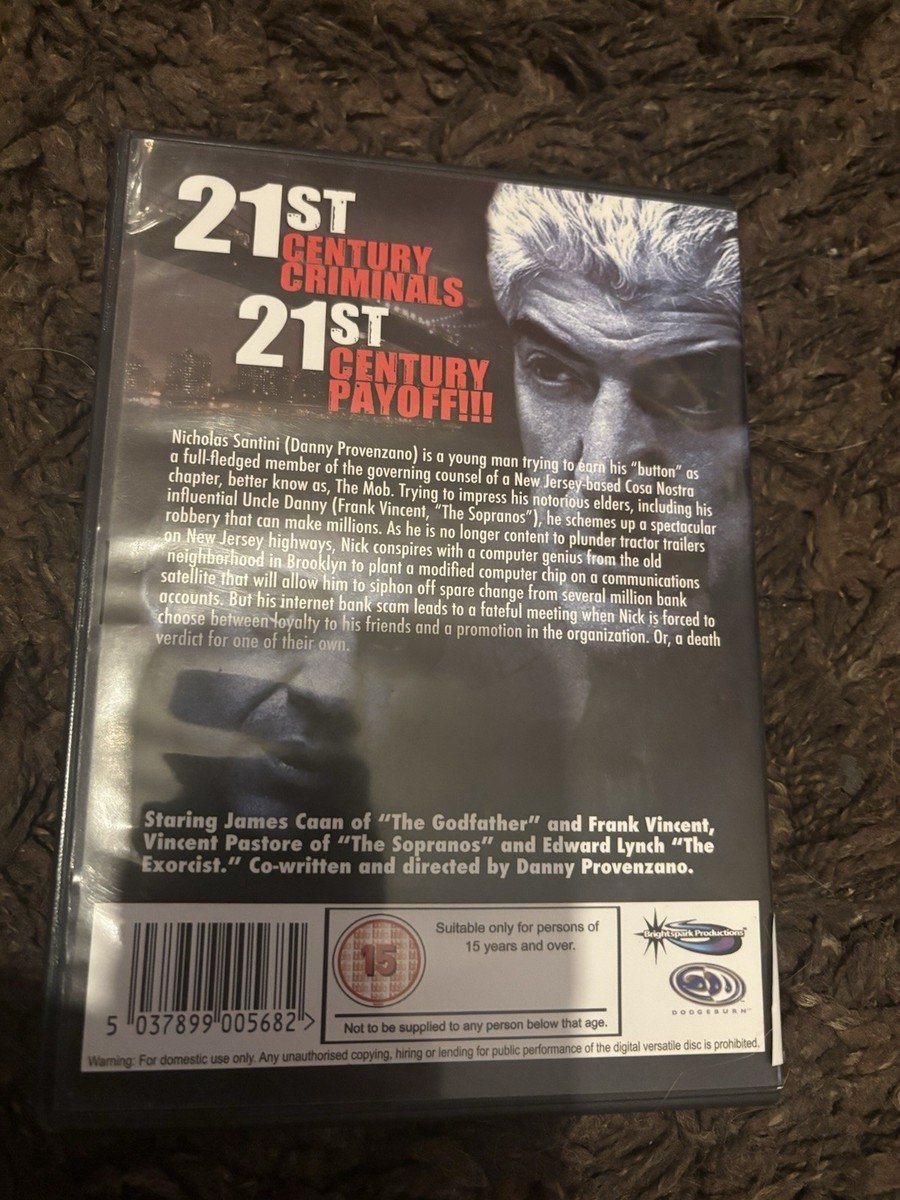 21ST
CENTURY
CRIMINALS
21ST
CENTURY
PAYOFF!!!
Nicholas Santini (Danny Provenzano) is a young man trying to earn his "button" as
a full-fledged member of the governing counsel of a New Jersey-based Cosa Nostra
chapter, better know as, The Mob. Trying to impress his notorious elders, including his
influential Uncle Danny (Frank Vincent, "The Sopranos"), he schemes up a spectacular
robbery that can make millions. As he is no longer content to plunder tractor trailers
on New Jersey highways, Nick conspires with a computer genius from the old
neighborhood in Brooklyn to plant a modified computer chip on a communications
satellite that will allow him to siphon off spare change from several million bank
accounts. But his internet bank scam leads to a fateful meeting when Nick is forced to
choose between loyalty to his friends and a promotion in the organization. Or, a death
verdict for one of their own.
Staring James Caan of "The Godfather" and Frank Vincent,
Vincent Pastore of "The Sopranos" and Edward Lynch "The
Exorcist." Co-written and directed by Danny Provenzano.
5 037899 005682 >
15
Suitable only for persons of
15 years and over.
Not to be supplied to any person below that age.
Brightspark Productions
DODGEBURN™
Warning: For domestic use only. Any unauthorised copying, hiring or lending for public performance of the digital versatile disc is prohibited.